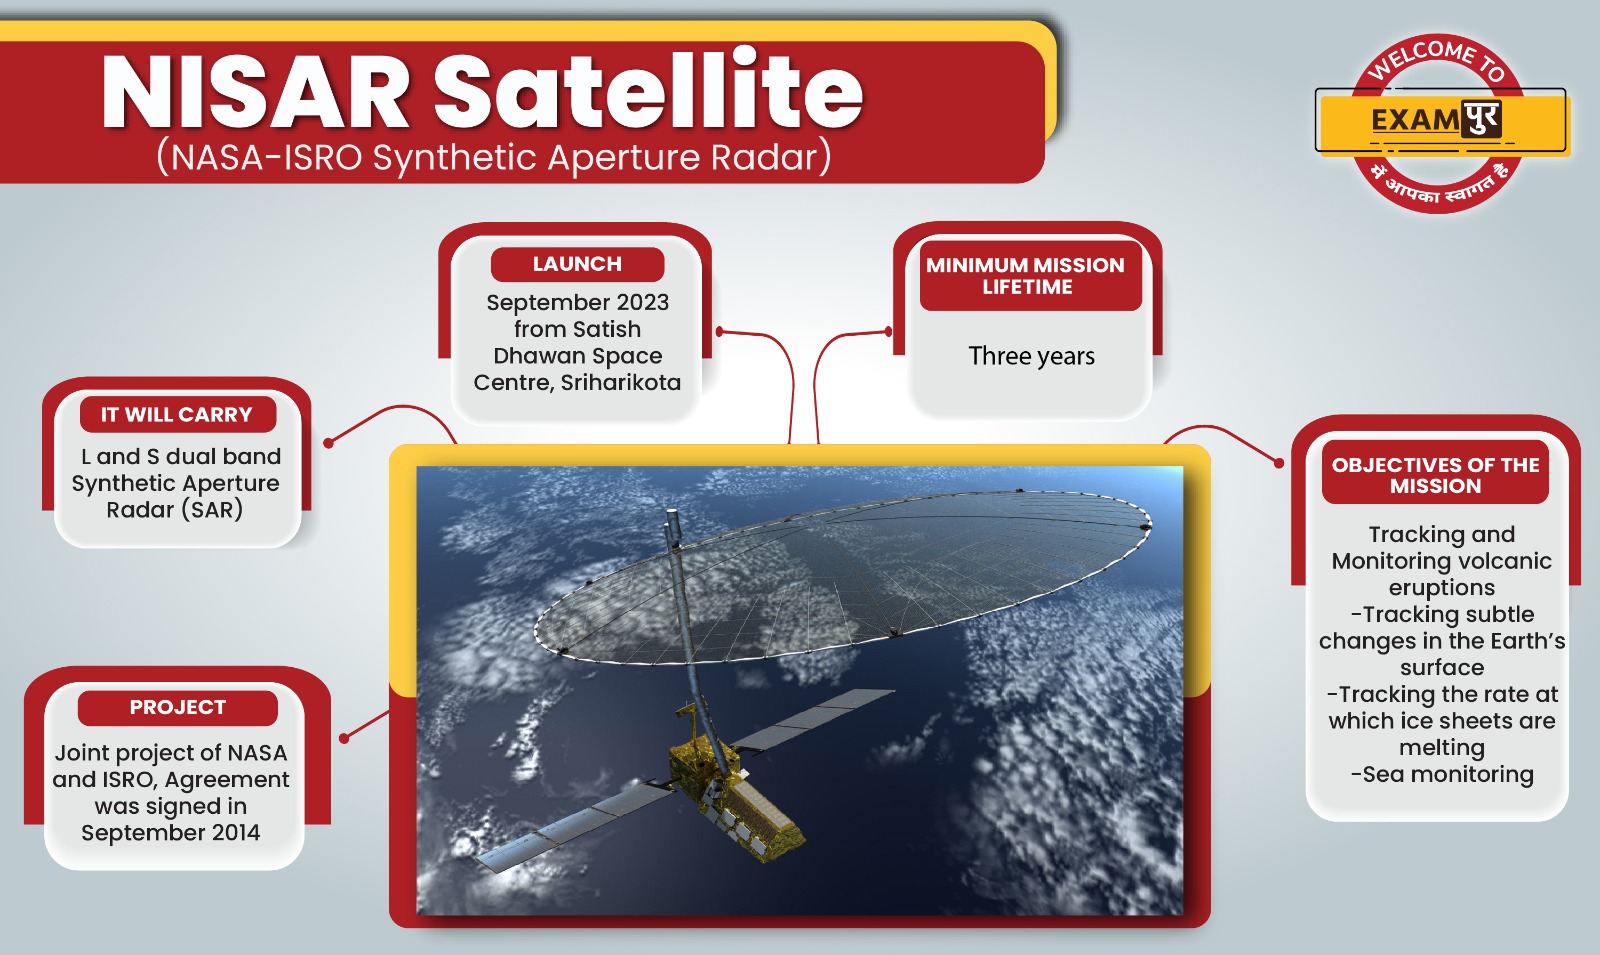 NISAR Satellite
(NASA-ISRO Synthetic Aperture Radar)
WELCOME TO
EXAMपुर
में आपका स्वागत है
LAUNCH
September 2023
from Satish
Dhawan Space
Centre, Sriharikota
MINIMUM MISSION
LIFETIME
Three years
IT WILL CARRY
L and S dual band
Synthetic Aperture
Radar (SAR)
OBJECTIVES OF THE
MISSION
Tracking and
Monitoring volcanic
eruptions
-Tracking subtle
changes in the Earth’s
surface
-Tracking the rate at
which ice sheets are
melting
-Sea monitoring
PROJECT
Joint project of NASA
and ISRO, Agreement
was signed in
September 2014